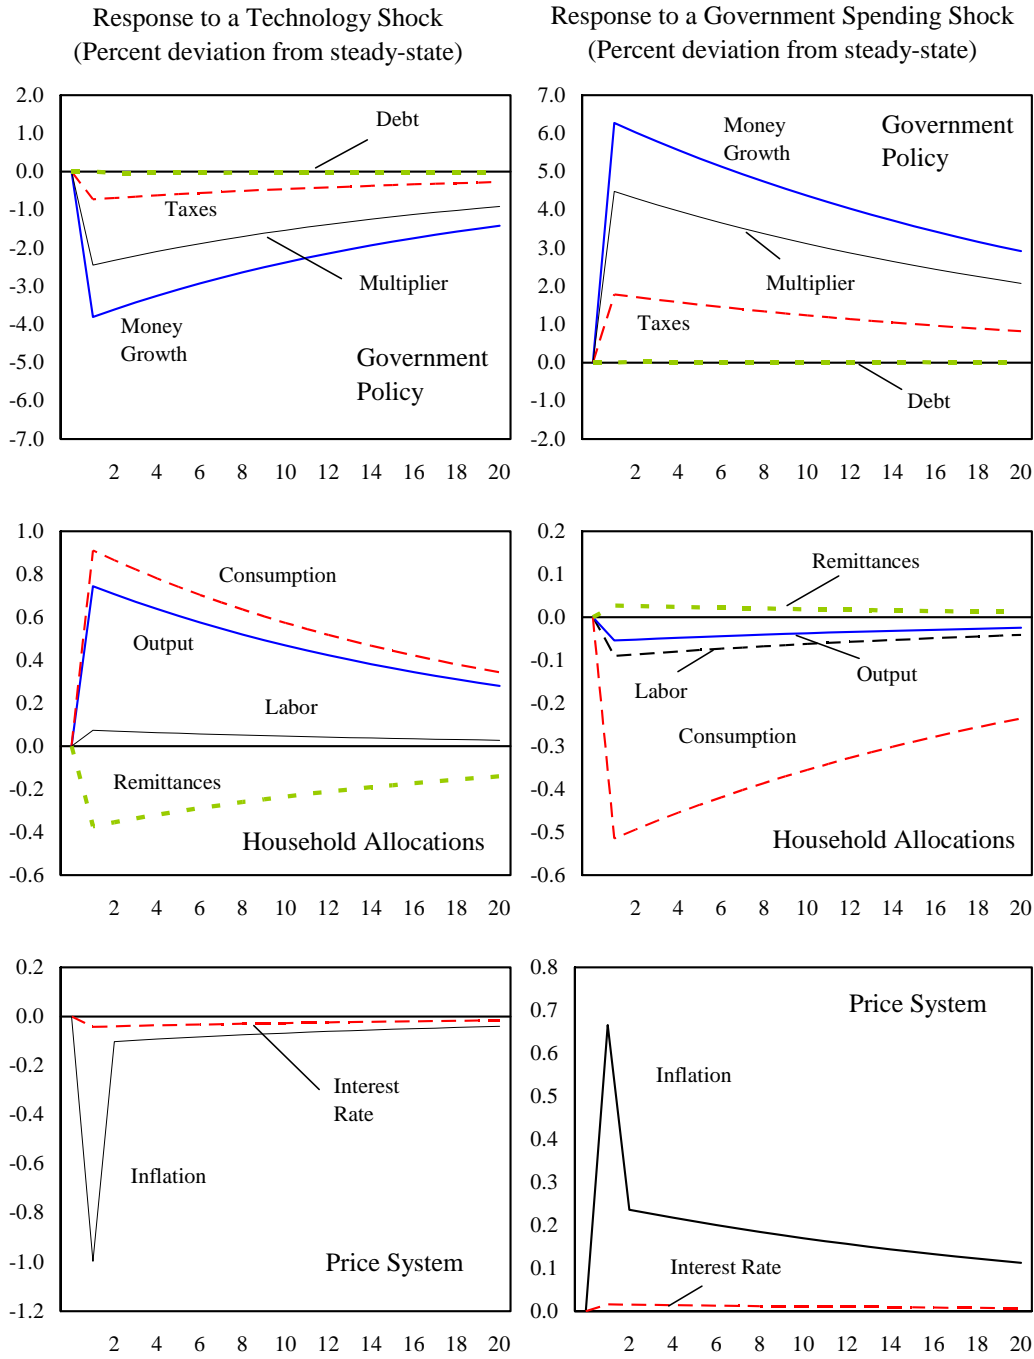 Response to a Technology Shock
(Percent deviation from steady-state)
Response to a Government Spending Shock
(Percent deviation from steady-state)
2.0
1.0
0.0
-1.0
-2.0
-3.0
-4.0
-5.0
-6.0
-7.0
Debt
Taxes
Multiplier
Money
Growth
Government
Policy
2 4 6 8 10 12 14 16 18 20
7.0
6.0
5.0
4.0
3.0
2.0
1.0
0.0
-1.0
-2.0
Money
Growth
Government
Policy
Multiplier
Taxes
Debt
2 4 6 8 10 12 14 16 18 20
1.0
0.8
0.6
0.4
0.2
0.0
-0.2
-0.4
-0.6
Consumption
Output
Labor
Remittances
Household Allocations
2 4 6 8 10 12 14 16 18 20
0.2
0.1
0.0
-0.1
-0.2
-0.3
-0.4
-0.5
-0.6
Remittances
Output
Labor
Consumption
Household Allocations
2 4 6 8 10 12 14 16 18 20
0.2
0.0
-0.2
-0.4
-0.6
-0.8
-1.0
-1.2
Interest
Rate
Inflation
Price System
2 4 6 8 10 12 14 16 18 20
0.8
0.7
0.6
0.5
0.4
0.3
0.2
0.1
0.0
Price System
Inflation
Interest Rate
2 4 6 8 10 12 14 16 18 20